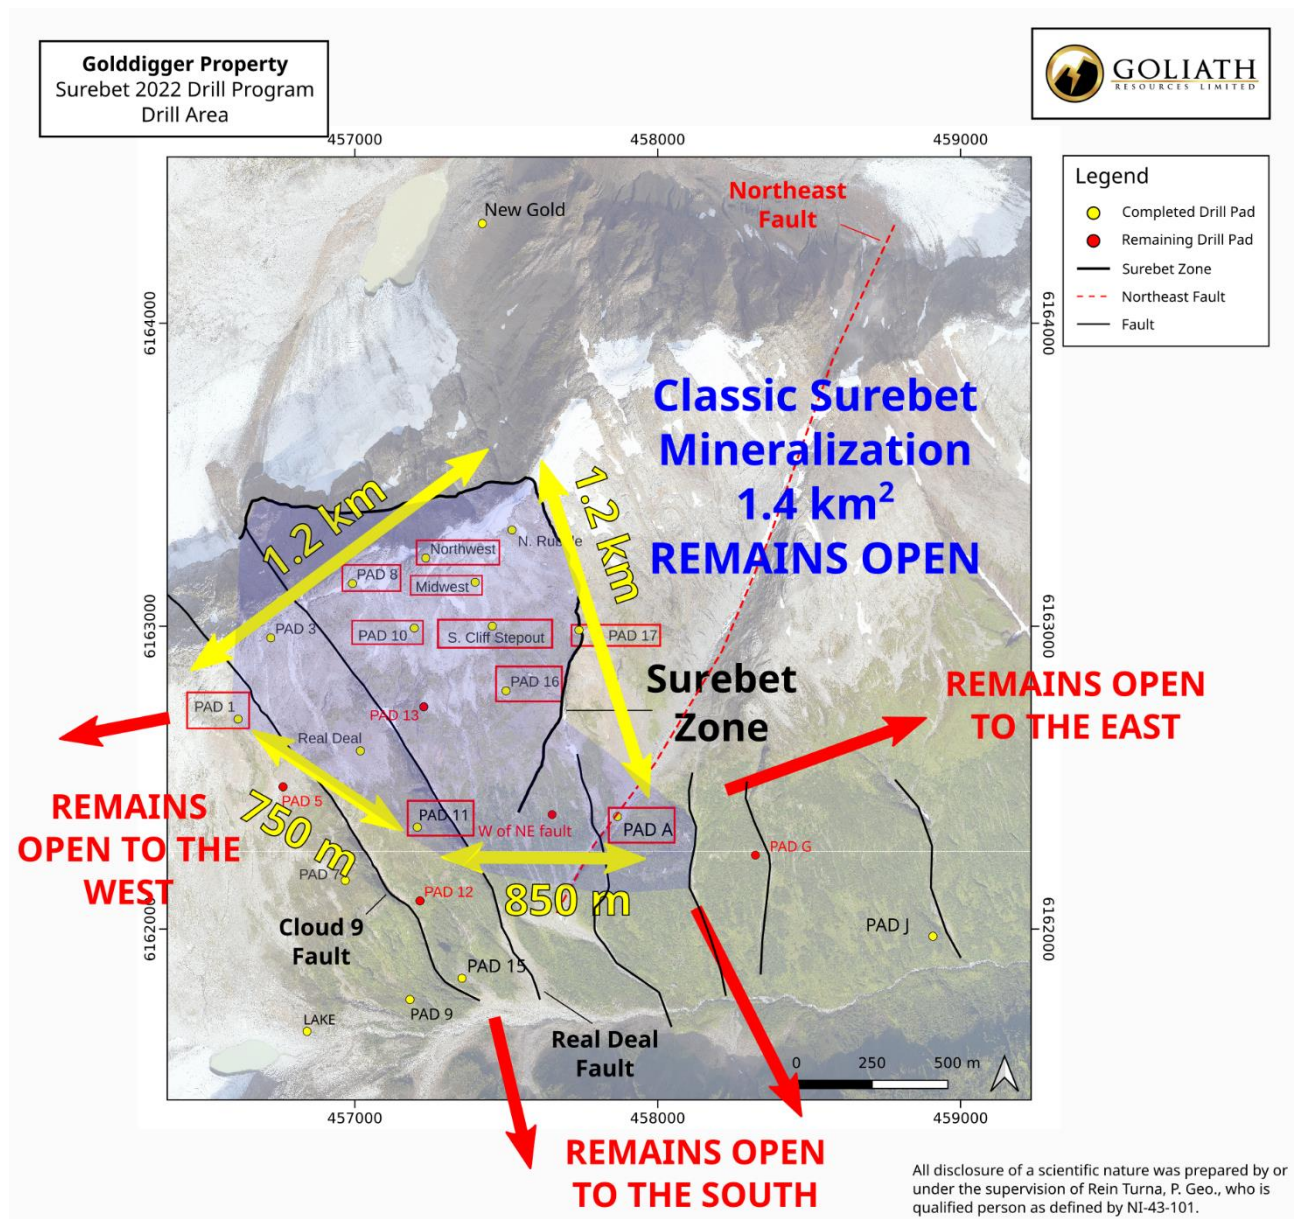 Golddigger Property
Surebet 2022 Drill Program
Drill Area
GOLIATH
RESOURCES LIMITED
457000
458000
459000
Legend
Completed Drill Pad
Remaining Drill Pad
Surebet Zone
Northeast Fault
Fault
New Gold
Northeast
Fault
6164000
6164000
Classic Surebet
Mineralization
1.4 km²
REMAINS OPEN
1.2 km
1.2 km
N. Rubble
Northwest
PAD 8
Midwest
PAD 3
PAD 10
S. Cliff Stepout
PAD 17
6163000
6163000
PAD 16
Surebet
Zone
REMAINS OPEN
TO THE EAST
PAD 1
PAD 13
Real Deal
PAD 5
REMAINS
OPEN TO THE
WEST
750 m
PAD 11
W of NE fault
PAD A
PAD G
PAD 7
PAD 12
850 m
6162000
6162000
Cloud 9
Fault
PAD J
PAD 15
PAD 9
LAKE
Real Deal
Fault
0 250 500 m
457000
458000
459000
REMAINS OPEN
TO THE SOUTH
All disclosure of a scientific nature was prepared by or
under the supervision of Rein Turna, P. Geo., who is
qualified person as defined by NI-43-101.